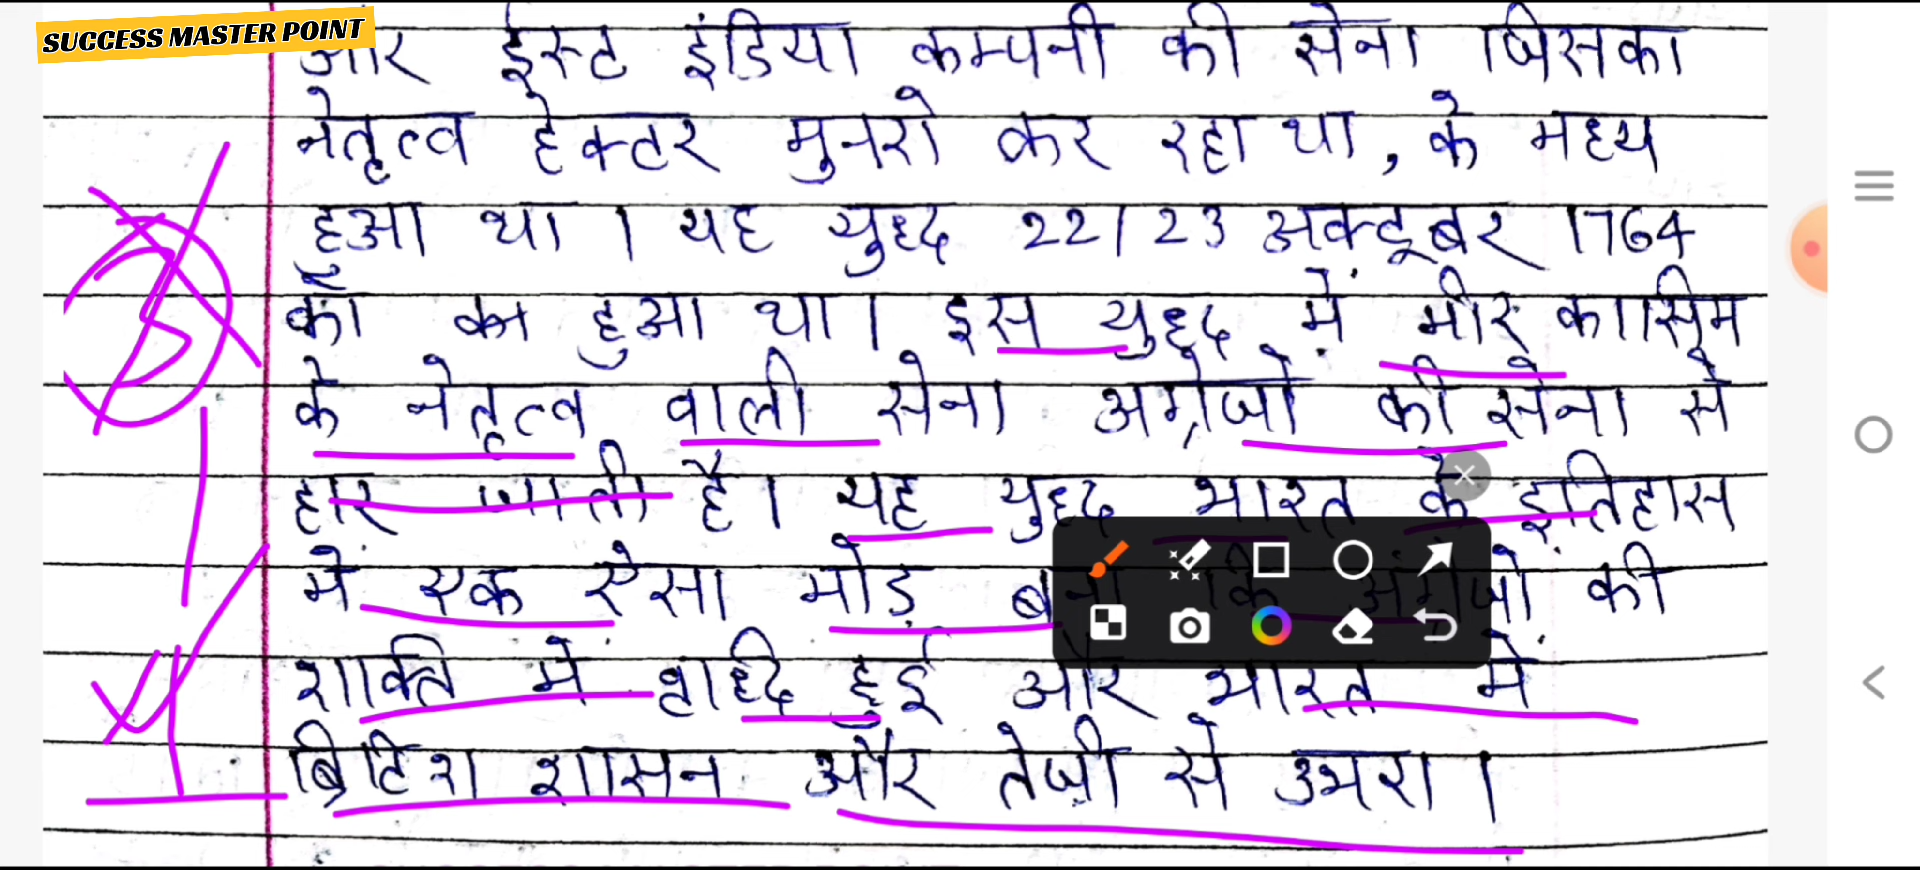 SUCCESS MASTER POINT
और ईस्ट इंडिया कम्पनी की सेना जिसका
नेतृत्व हेक्टर मुनरो कर रहा था, के मध्य
हुआ था। यह युद्ध 22/23 अक्टूबर 1764
को हुआ था। इस युद्ध में मीर कासिम
के नेतृत्व वाली सेना अंग्रेजों की सेना से
हार जाती है। यह युद्ध भारत के इतिहास
में एक ऐसा मोड़ बना कि अंग्रेजों की
शक्ति में वृद्धि हुई और भारत में
ब्रिटिश शासन और तेजी से उभरा।